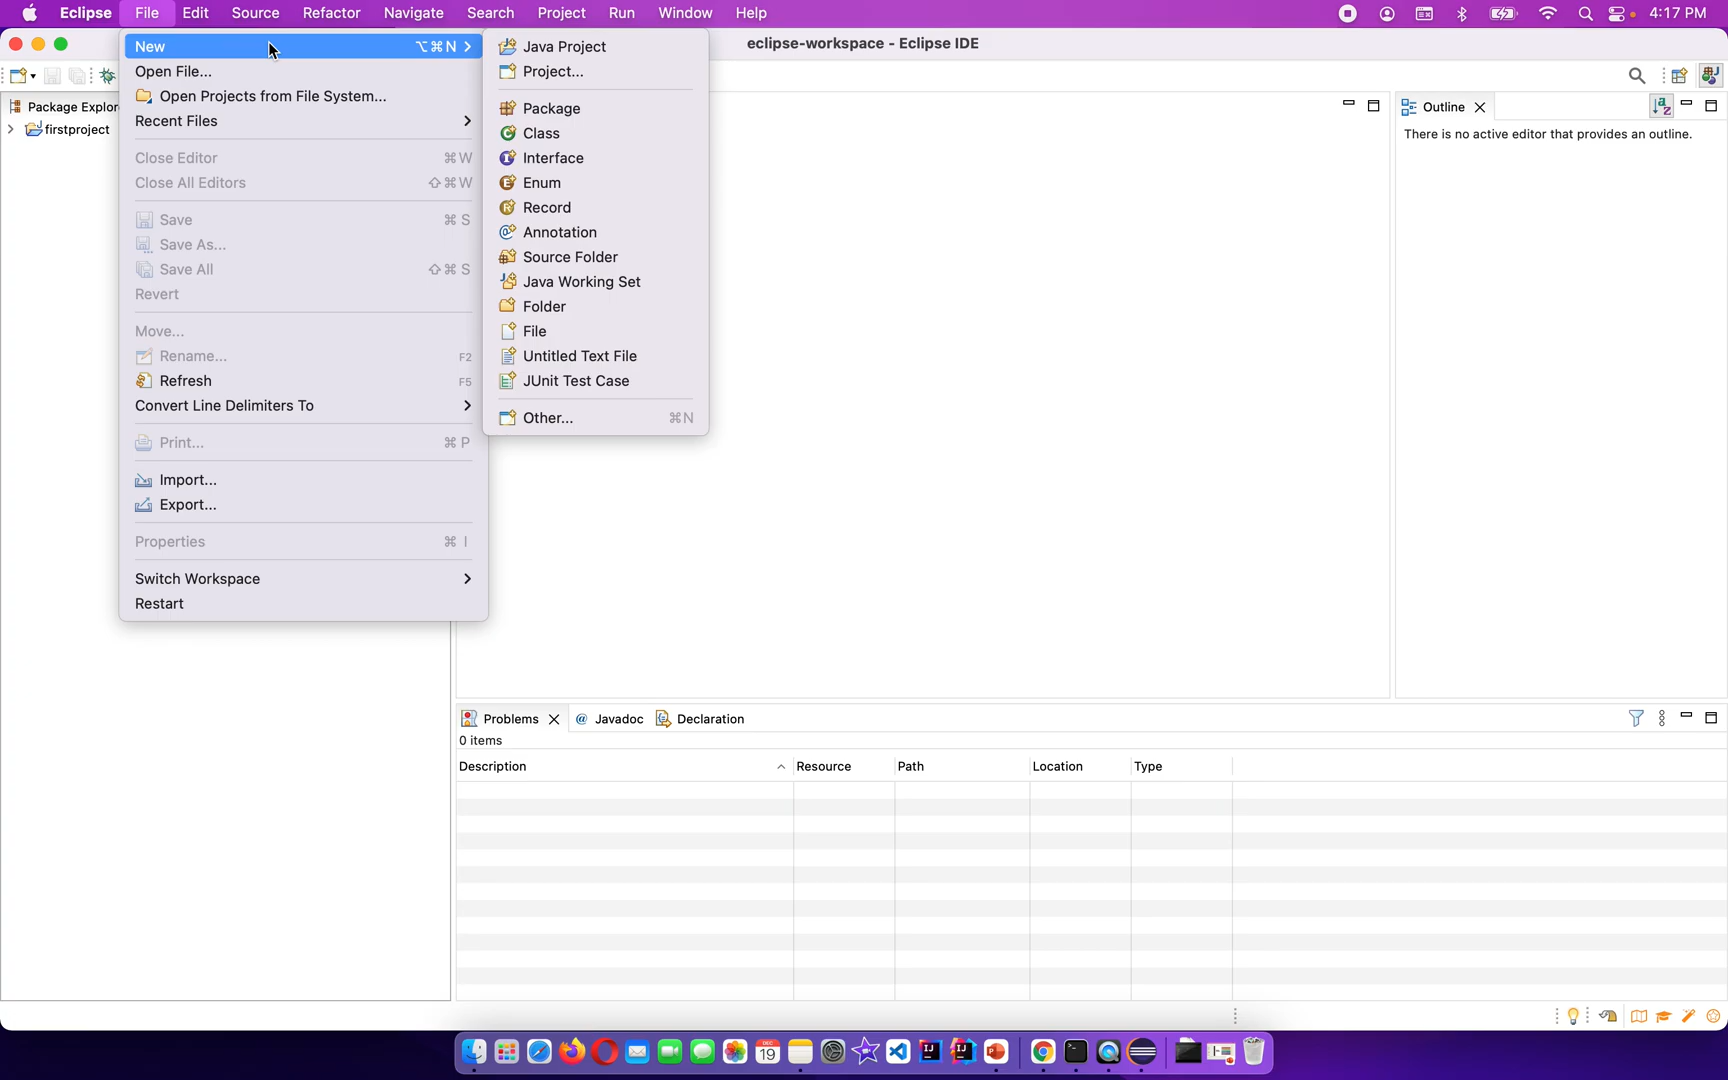 Eclipse File Edit Source Refactor Navigate Search Project Run Window Help 4:17 PM
eclipse-workspace - Eclipse IDE
New ⌥⌘N
Open File...
Open Projects from File System...
Recent Files
Close Editor ⌘W
Close All Editors ⇧⌘W
Save ⌘S
Save As...
Save All ⇧⌘S
Revert
Move...
Rename... F2
Refresh F5
Convert Line Delimiters To
Print... ⌘P
Import...
Export...
Properties ⌘I
Switch Workspace
Restart
Java Project
Project...
Package
Class
Interface
Enum
Record
Annotation
Source Folder
Java Working Set
Folder
File
Untitled Text File
JUnit Test Case
Other... ⌘N
Package Explor
firstproject
Outline
There is no active editor that provides an outline.
Problems @ Javadoc Declaration
0 items
Description Resource Path Location Type
DEC
19